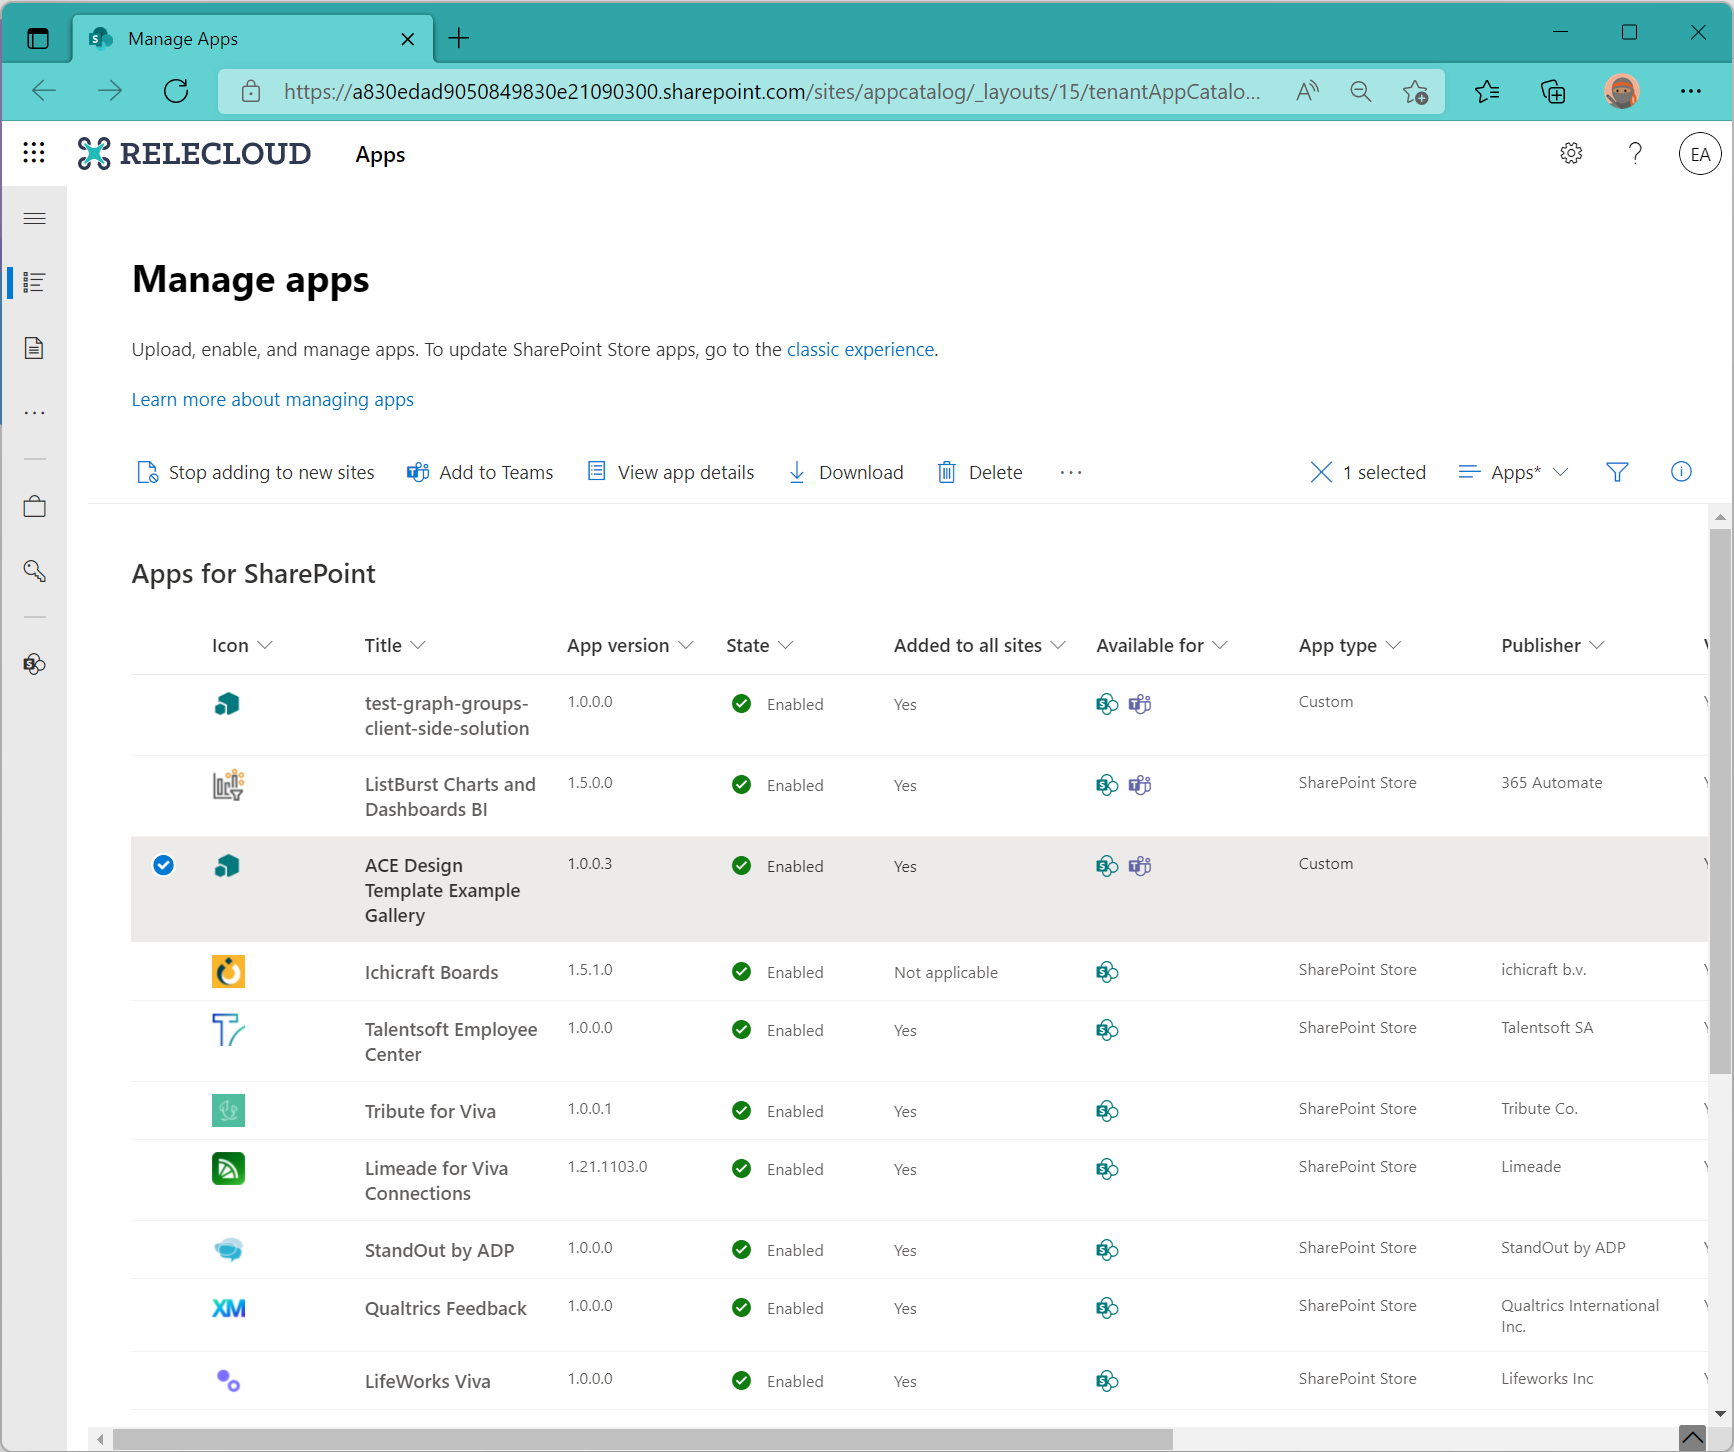 Manage Apps
https://a830edad9050849830e21090300.sharepoint.com/sites/appcatalog/_layouts/15/tenantAppCatalo...
RELECLOUD Apps
EA
Manage apps
Upload, enable, and manage apps. To update SharePoint Store apps, go to the classic experience.
Learn more about managing apps
Stop adding to new sites Add to Teams View app details Download Delete 1 selected Apps*
Apps for SharePoint
Icon Title App version State Added to all sites Available for App type Publisher
test-graph-groups- 1.0.0.0 Enabled Yes Custom
client-side-solution
ListBurst Charts and 1.5.0.0 Enabled Yes SharePoint Store 365 Automate
Dashboards BI
ACE Design 1.0.0.3 Enabled Yes Custom
Template Example
Gallery
Ichicraft Boards 1.5.1.0 Enabled Not applicable SharePoint Store ichicraft b.v.
Talentsoft Employee 1.0.0.0 Enabled Yes SharePoint Store Talentsoft SA
Center
Tribute for Viva 1.0.0.1 Enabled Yes SharePoint Store Tribute Co.
Limeade for Viva 1.21.1103.0 Enabled Yes SharePoint Store Limeade
Connections
StandOut by ADP 1.0.0.0 Enabled Yes SharePoint Store StandOut by ADP
XM Qualtrics Feedback 1.0.0.0 Enabled Yes SharePoint Store Qualtrics International
Inc.
LifeWorks Viva 1.0.0.0 Enabled Yes SharePoint Store Lifeworks Inc